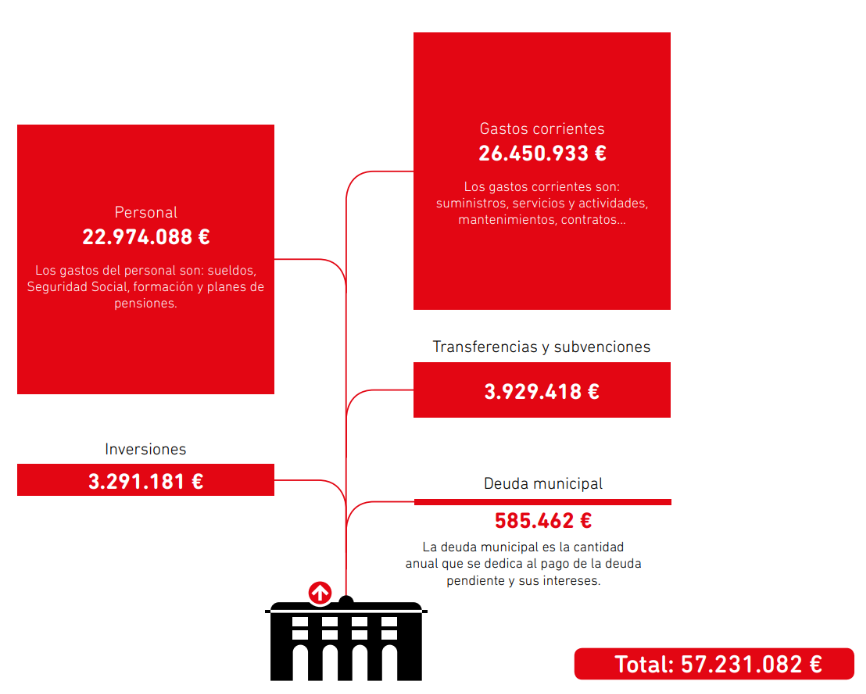 Gastos corrientes
26.450.933 €
Los gastos corrientes son:
suministros, servicios y actividades,
mantenimientos, contratos...
Personal
22.974.088 €
Los gastos del personal son: sueldos,
Seguridad Social, formación y planes de
pensiones.
Transferencias y subvenciones
3.929.418 €
Inversiones
3.291.181 €
Deuda municipal
585.462 €
La deuda municipal es la cantidad
anual que se dedica al pago de la deuda
pendiente y sus intereses.
Total: 57.231.082 €